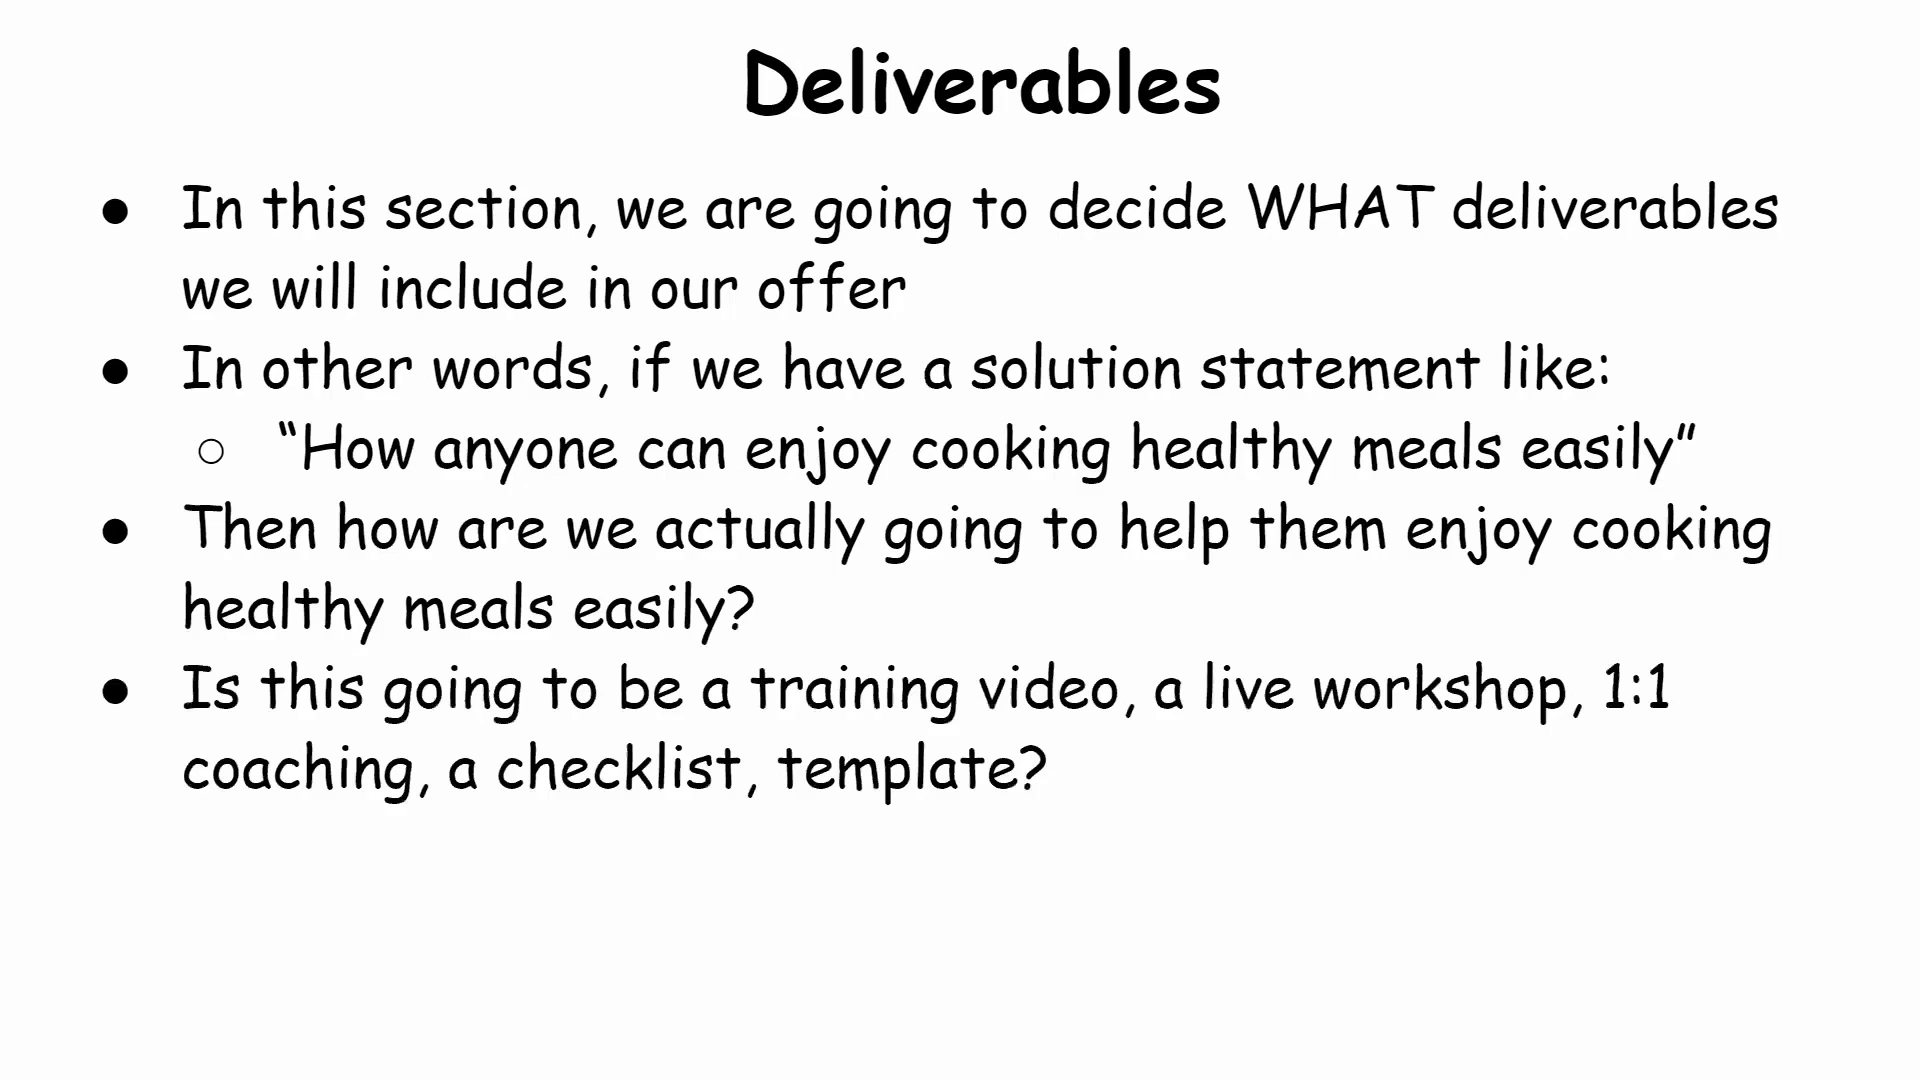 Deliverables
● In this section, we are going to decide WHAT deliverables
we will include in our offer
● In other words, if we have a solution statement like:
○ “How anyone can enjoy cooking healthy meals easily”
● Then how are we actually going to help them enjoy cooking
healthy meals easily?
● Is this going to be a training video, a live workshop, 1:1
coaching, a checklist, template?